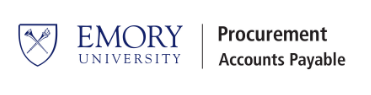 EMORY
UNIVERSITY
Procurement
Accounts Payable